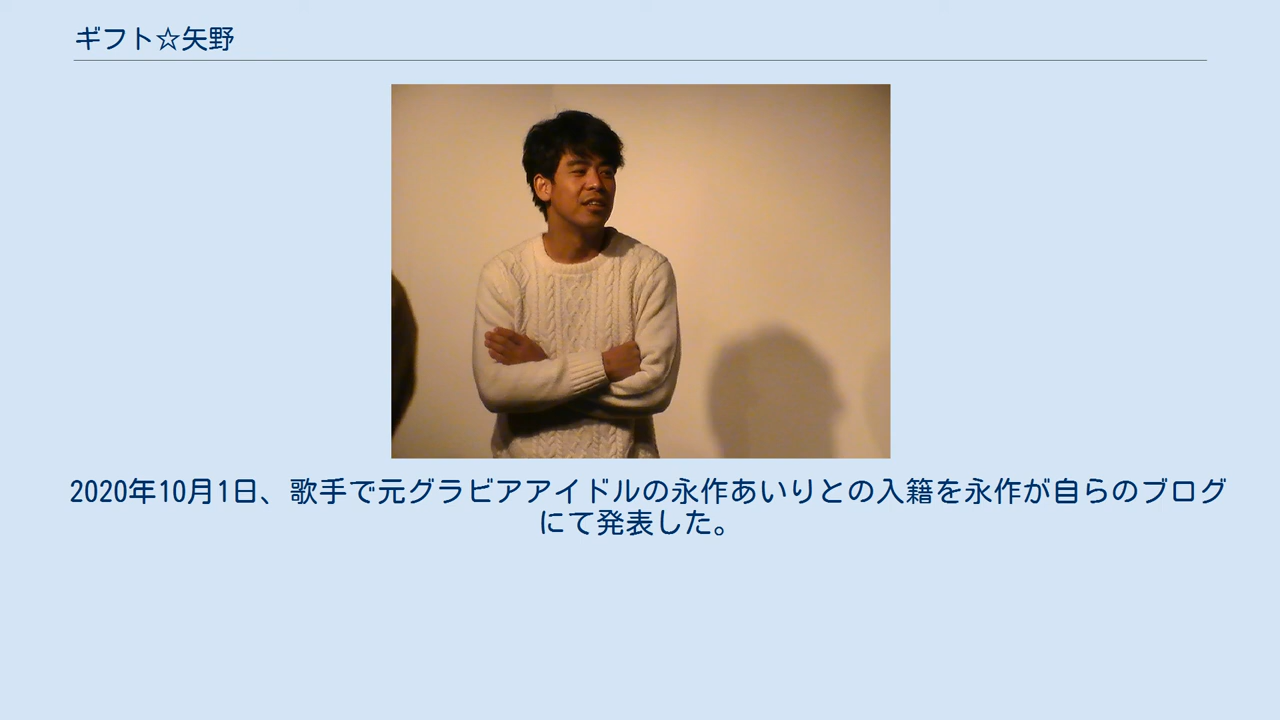 ギフト☆矢野
2020年10月1日、歌手で元グラビアアイドルの永作あいりとの入籍を永作が自らのブログ
にて発表した。